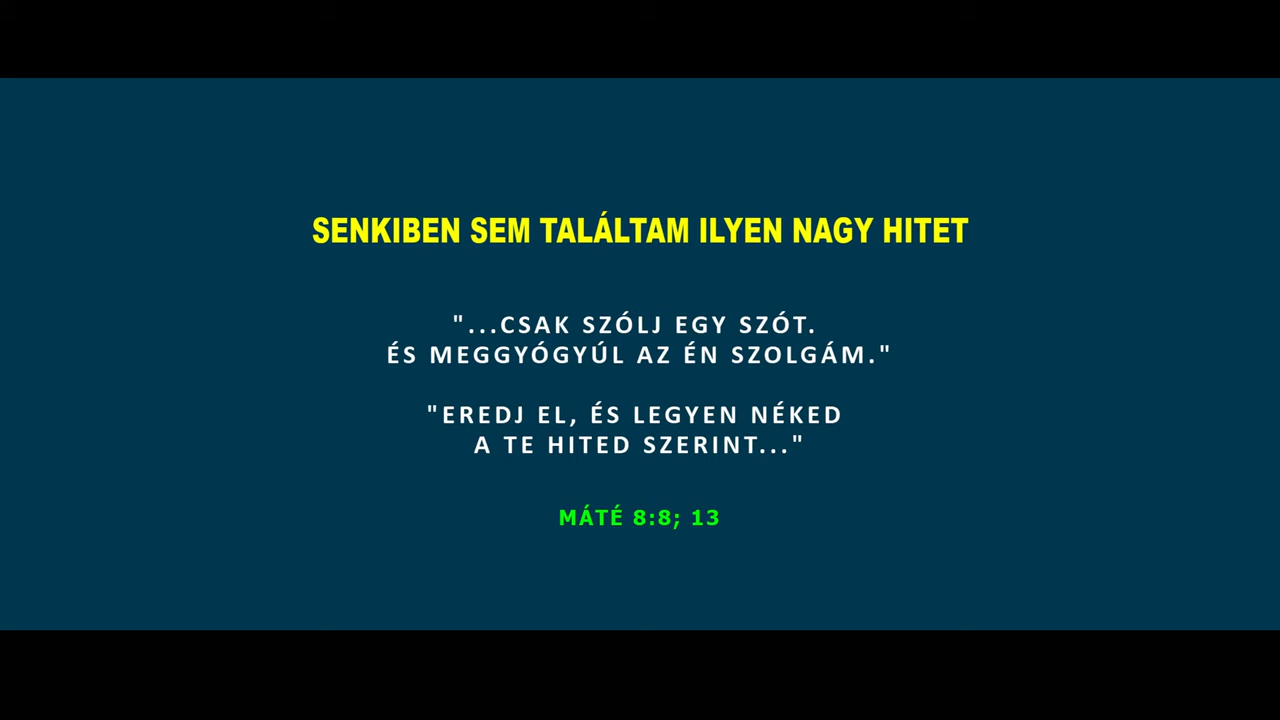 SENKIBEN SEM TALÁLTAM ILYEN NAGY HITET
"...CSAK SZÓLJ EGY SZÓT.
ÉS MEGGYÓGYÚL AZ ÉN SZOLGÁM."
"EREDJ EL, ÉS LEGYEN NÉKED
A TE HITED SZERINT..."
MÁTÉ 8:8; 13